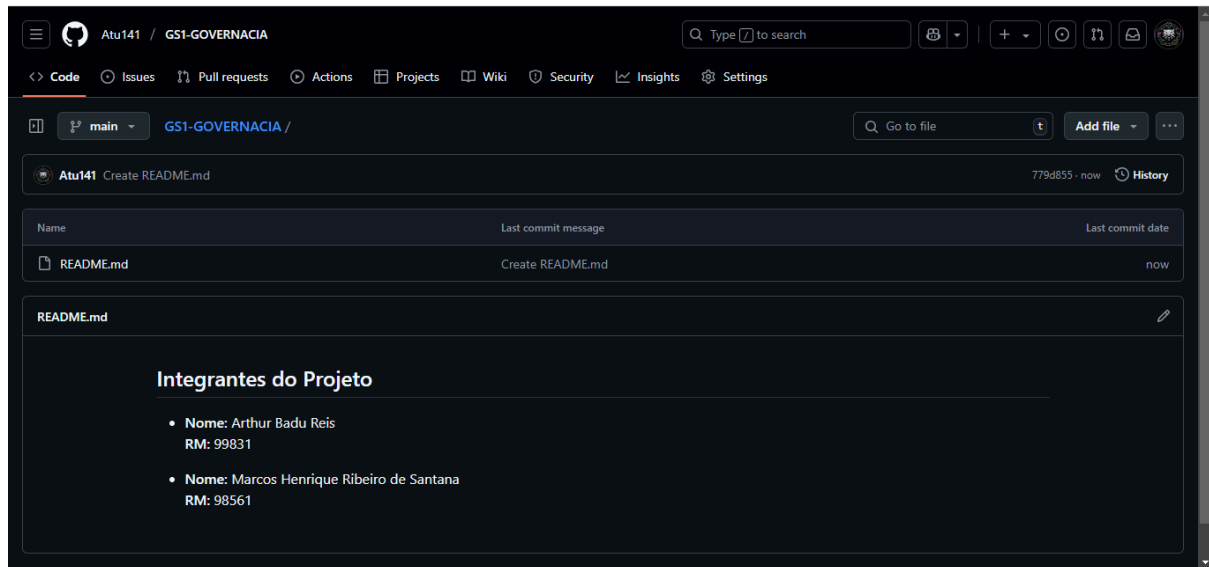 Atu141 / GS1-GOVERNACIA
Type / to search
Code Issues Pull requests Actions Projects Wiki Security Insights Settings
main GS1-GOVERNACIA / Go to file t Add file
Atu141 Create README.md 779d855 · now History
Name Last commit message Last commit date
README.md Create README.md now
README.md
Integrantes do Projeto
Nome: Arthur Badu Reis
RM: 99831
Nome: Marcos Henrique Ribeiro de Santana
RM: 98561